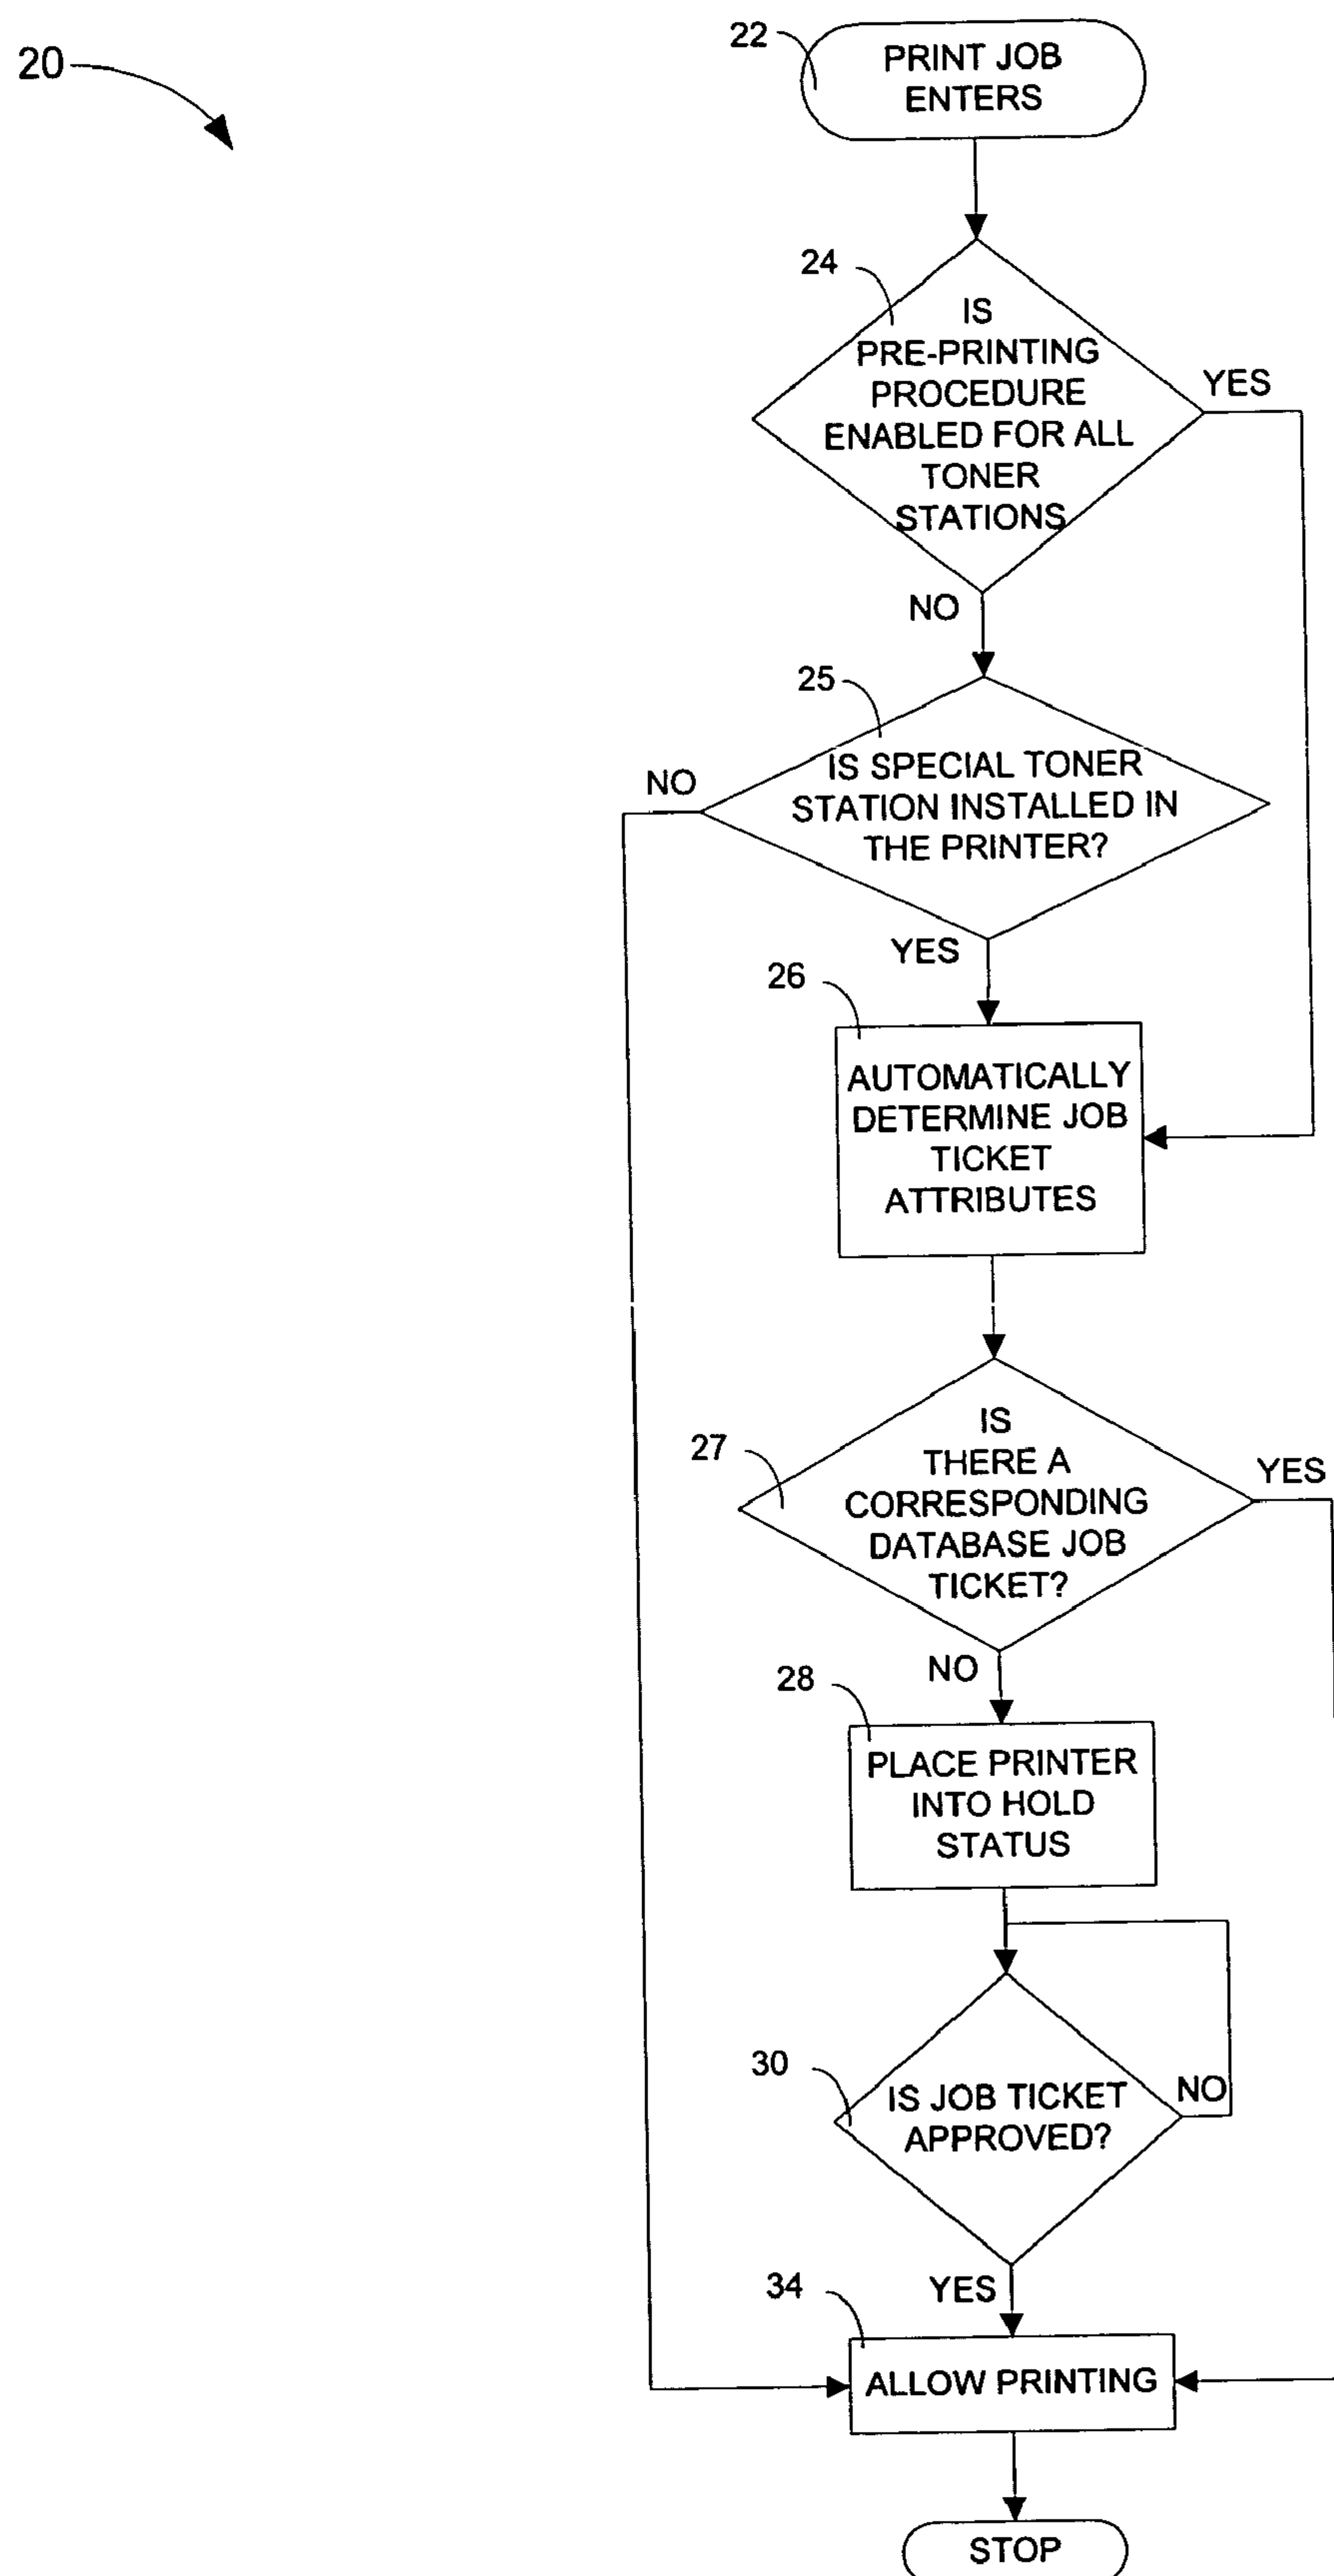 20
22
PRINT JOB
ENTERS
24
IS
PRE-PRINTING
PROCEDURE
ENABLED FOR ALL
TONER
STATIONS
YES
NO
25
IS SPECIAL TONER
STATION INSTALLED IN
THE PRINTER?
NO
YES
26
AUTOMATICALLY
DETERMINE JOB
TICKET
ATTRIBUTES
27
IS
THERE A
CORRESPONDING
DATABASE JOB
TICKET?
YES
NO
28
PLACE PRINTER
INTO HOLD
STATUS
30
IS JOB TICKET
APPROVED?
NO
YES
34
ALLOW PRINTING
STOP